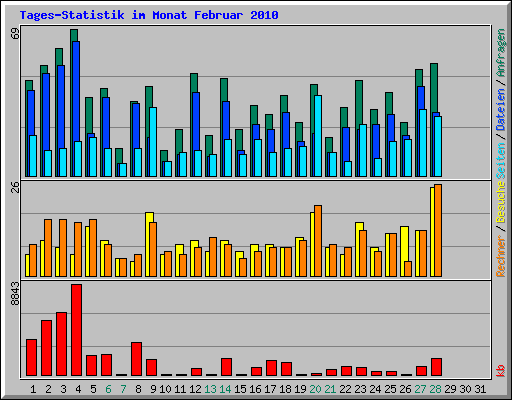 Tages-Statistik im Monat Februar 2010
69
26
8843
Rechner / Besuche Seiten / Dateien / Anfragen
kb
1 2 3 4 5 6 7 8 9 10 11 12 13 14 15 16 17 18 19 20 21 22 23 24 25 26 27 28 29 30 31